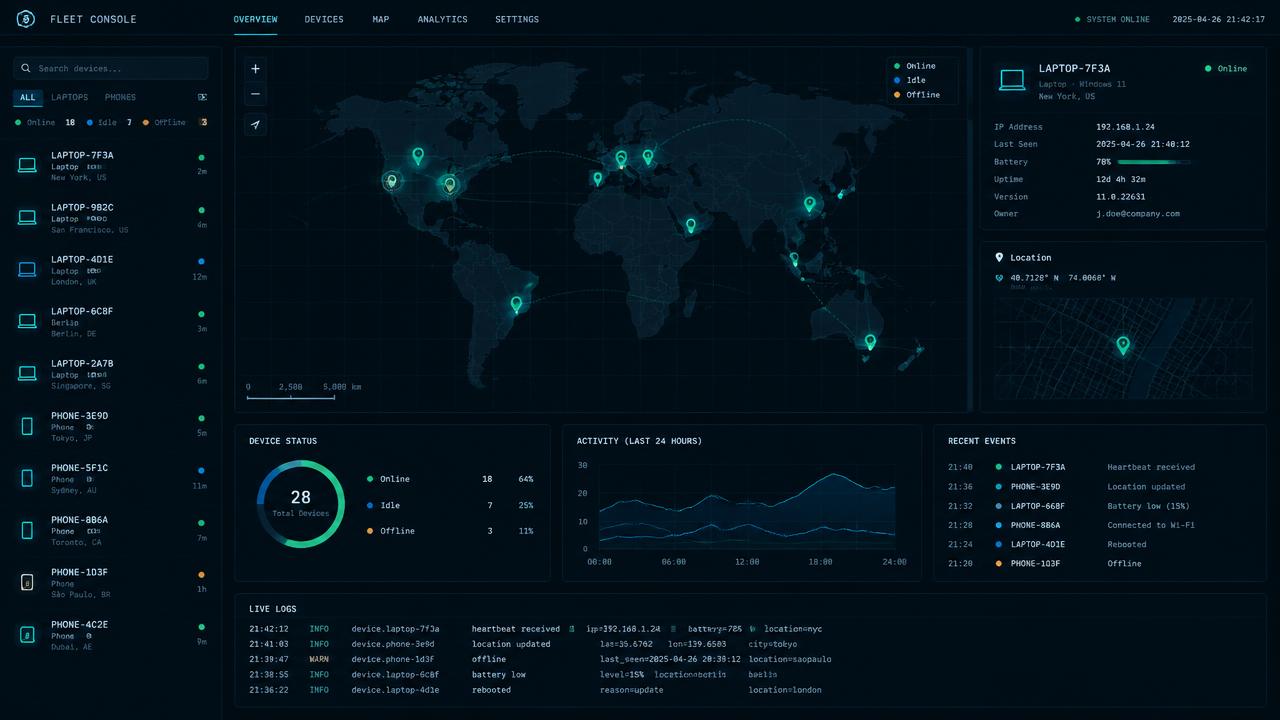 FLEET CONSOLE
OVERVIEW DEVICES MAP ANALYTICS SETTINGS
SYSTEM ONLINE 2025-04-26 21:42:17
Search devices...
ALL LAPTOPS PHONES
Online 18 Idle 7 Offline 3
LAPTOP-7F3A
Laptop
New York, US
2m
LAPTOP-9B2C
Laptop
San Francisco, US
4m
LAPTOP-4D1E
Laptop
London, UK
12m
LAPTOP-6C8F
Berlin
Berlin, DE
3m
LAPTOP-2A7B
Laptop
Singapore, SG
6m
PHONE-3E9D
Phone
Tokyo, JP
5m
PHONE-5F1C
Phone
Sydney, AU
11m
PHONE-8B6A
Phone
Toronto, CA
7m
PHONE-1D3F
Phone
São Paulo, BR
1h
PHONE-4C2E
Phone
Dubai, AE
9m
+
−
Online
Idle
Offline
0 2,500 5,000 km
LAPTOP-7F3A
Online
Laptop · Windows 11
New York, US
IP Address 192.168.1.24
Last Seen 2025-04-26 21:40:12
Battery 78%
Uptime 12d 4h 32m
Version 11.0.22631
Owner j.doe@company.com
Location
40.7128° N 74.0060° W
DEVICE STATUS
28
Total Devices
Online 18 64%
Idle 7 25%
Offline 3 11%
ACTIVITY (LAST 24 HOURS)
30
20
10
0
00:00 06:00 12:00 18:00 24:00
RECENT EVENTS
21:40 LAPTOP-7F3A Heartbeat received
21:36 PHONE-3E9D Location updated
21:32 LAPTOP-668F Battery low (15%)
21:28 PHONE-8B6A Connected to Wi-Fi
21:24 LAPTOP-4D1E Rebooted
21:20 PHONE-1D3F Offline
LIVE LOGS
21:42:12 INFO device.laptop-7f3a heartbeat received ip=192.168.1.24 battery=78% location=nyc
21:41:03 INFO device.phone-3e9d location updated las=35.6762 lon=139.6503 city=tokyo
21:39:47 WARN device.phone-1d3f offline last_seen=2025-04-26 20:39:12 location=saopaulo
21:38:55 INFO device.laptop-6c8f battery low level=15% location=berlin berlin
21:36:22 INFO device.laptop-4d1e rebooted reason=update location=london